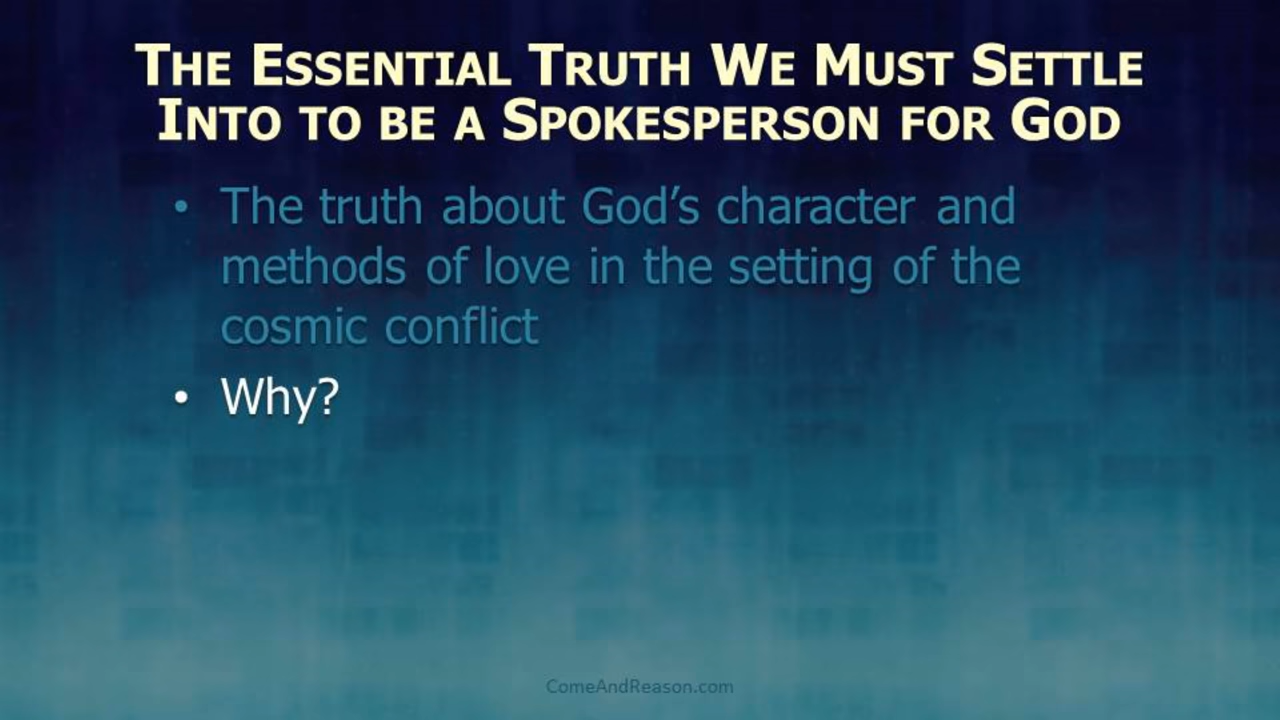 The Essential Truth We Must Settle
Into to be a Spokesperson for God
• The truth about God’s character and
methods of love in the setting of the
cosmic conflict
• Why?
ComeAndReason.com